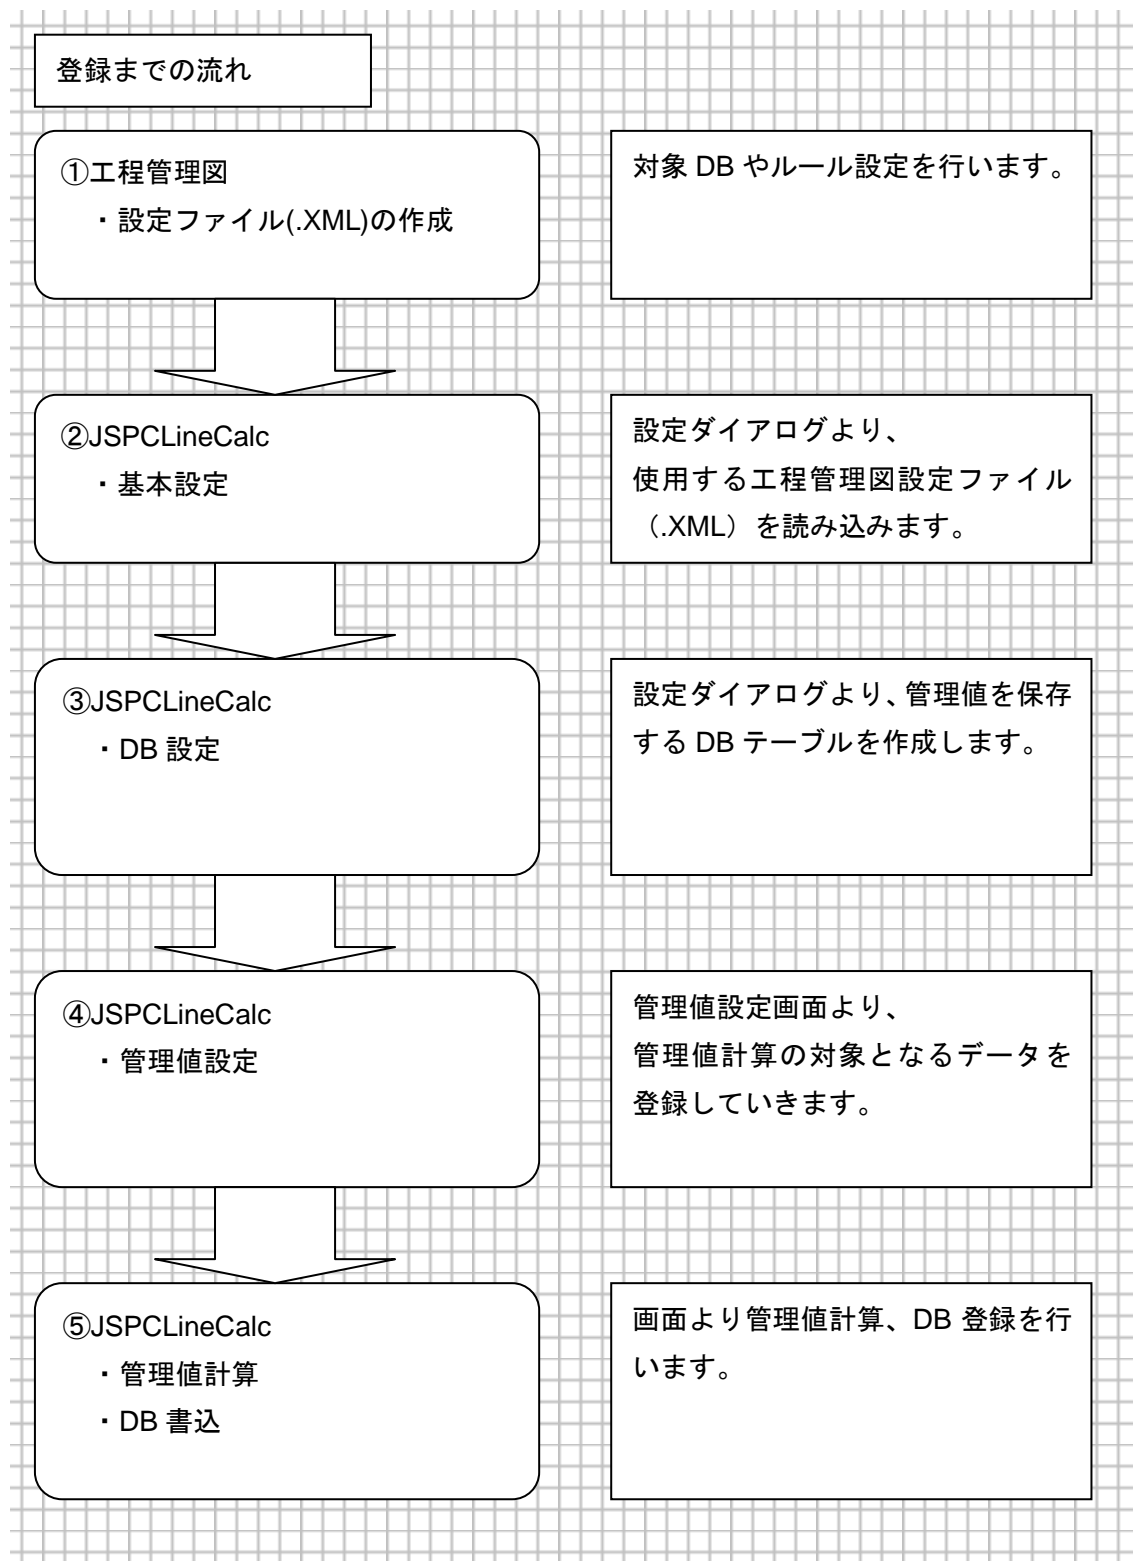 登録までの流れ
①工程管理図
・設定ファイル(.XML)の作成
対象 DB やルール設定を行います。
②JSPCLineCalc
・基本設定
設定ダイアログより、
使用する工程管理図設定ファイル
（.XML）を読み込みます。
③JSPCLineCalc
・DB 設定
設定ダイアログより、管理値を保存
する DB テーブルを作成します。
④JSPCLineCalc
・管理値設定
管理値設定画面より、
管理値計算の対象となるデータを
登録していきます。
⑤JSPCLineCalc
・管理値計算
・DB 書込
画面より管理値計算、DB 登録を行
います。